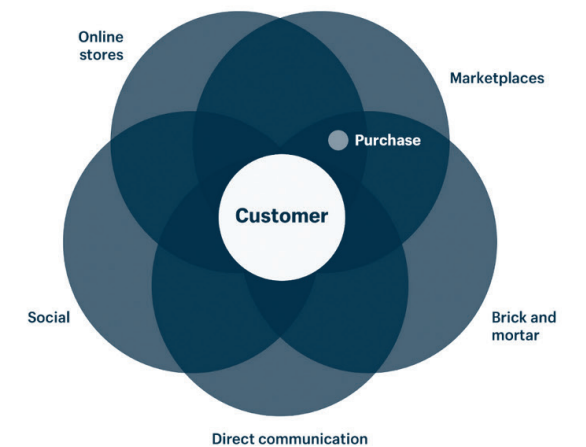 Online
stores
Marketplaces
Purchase
Customer
Social
Brick and
mortar
Direct communication